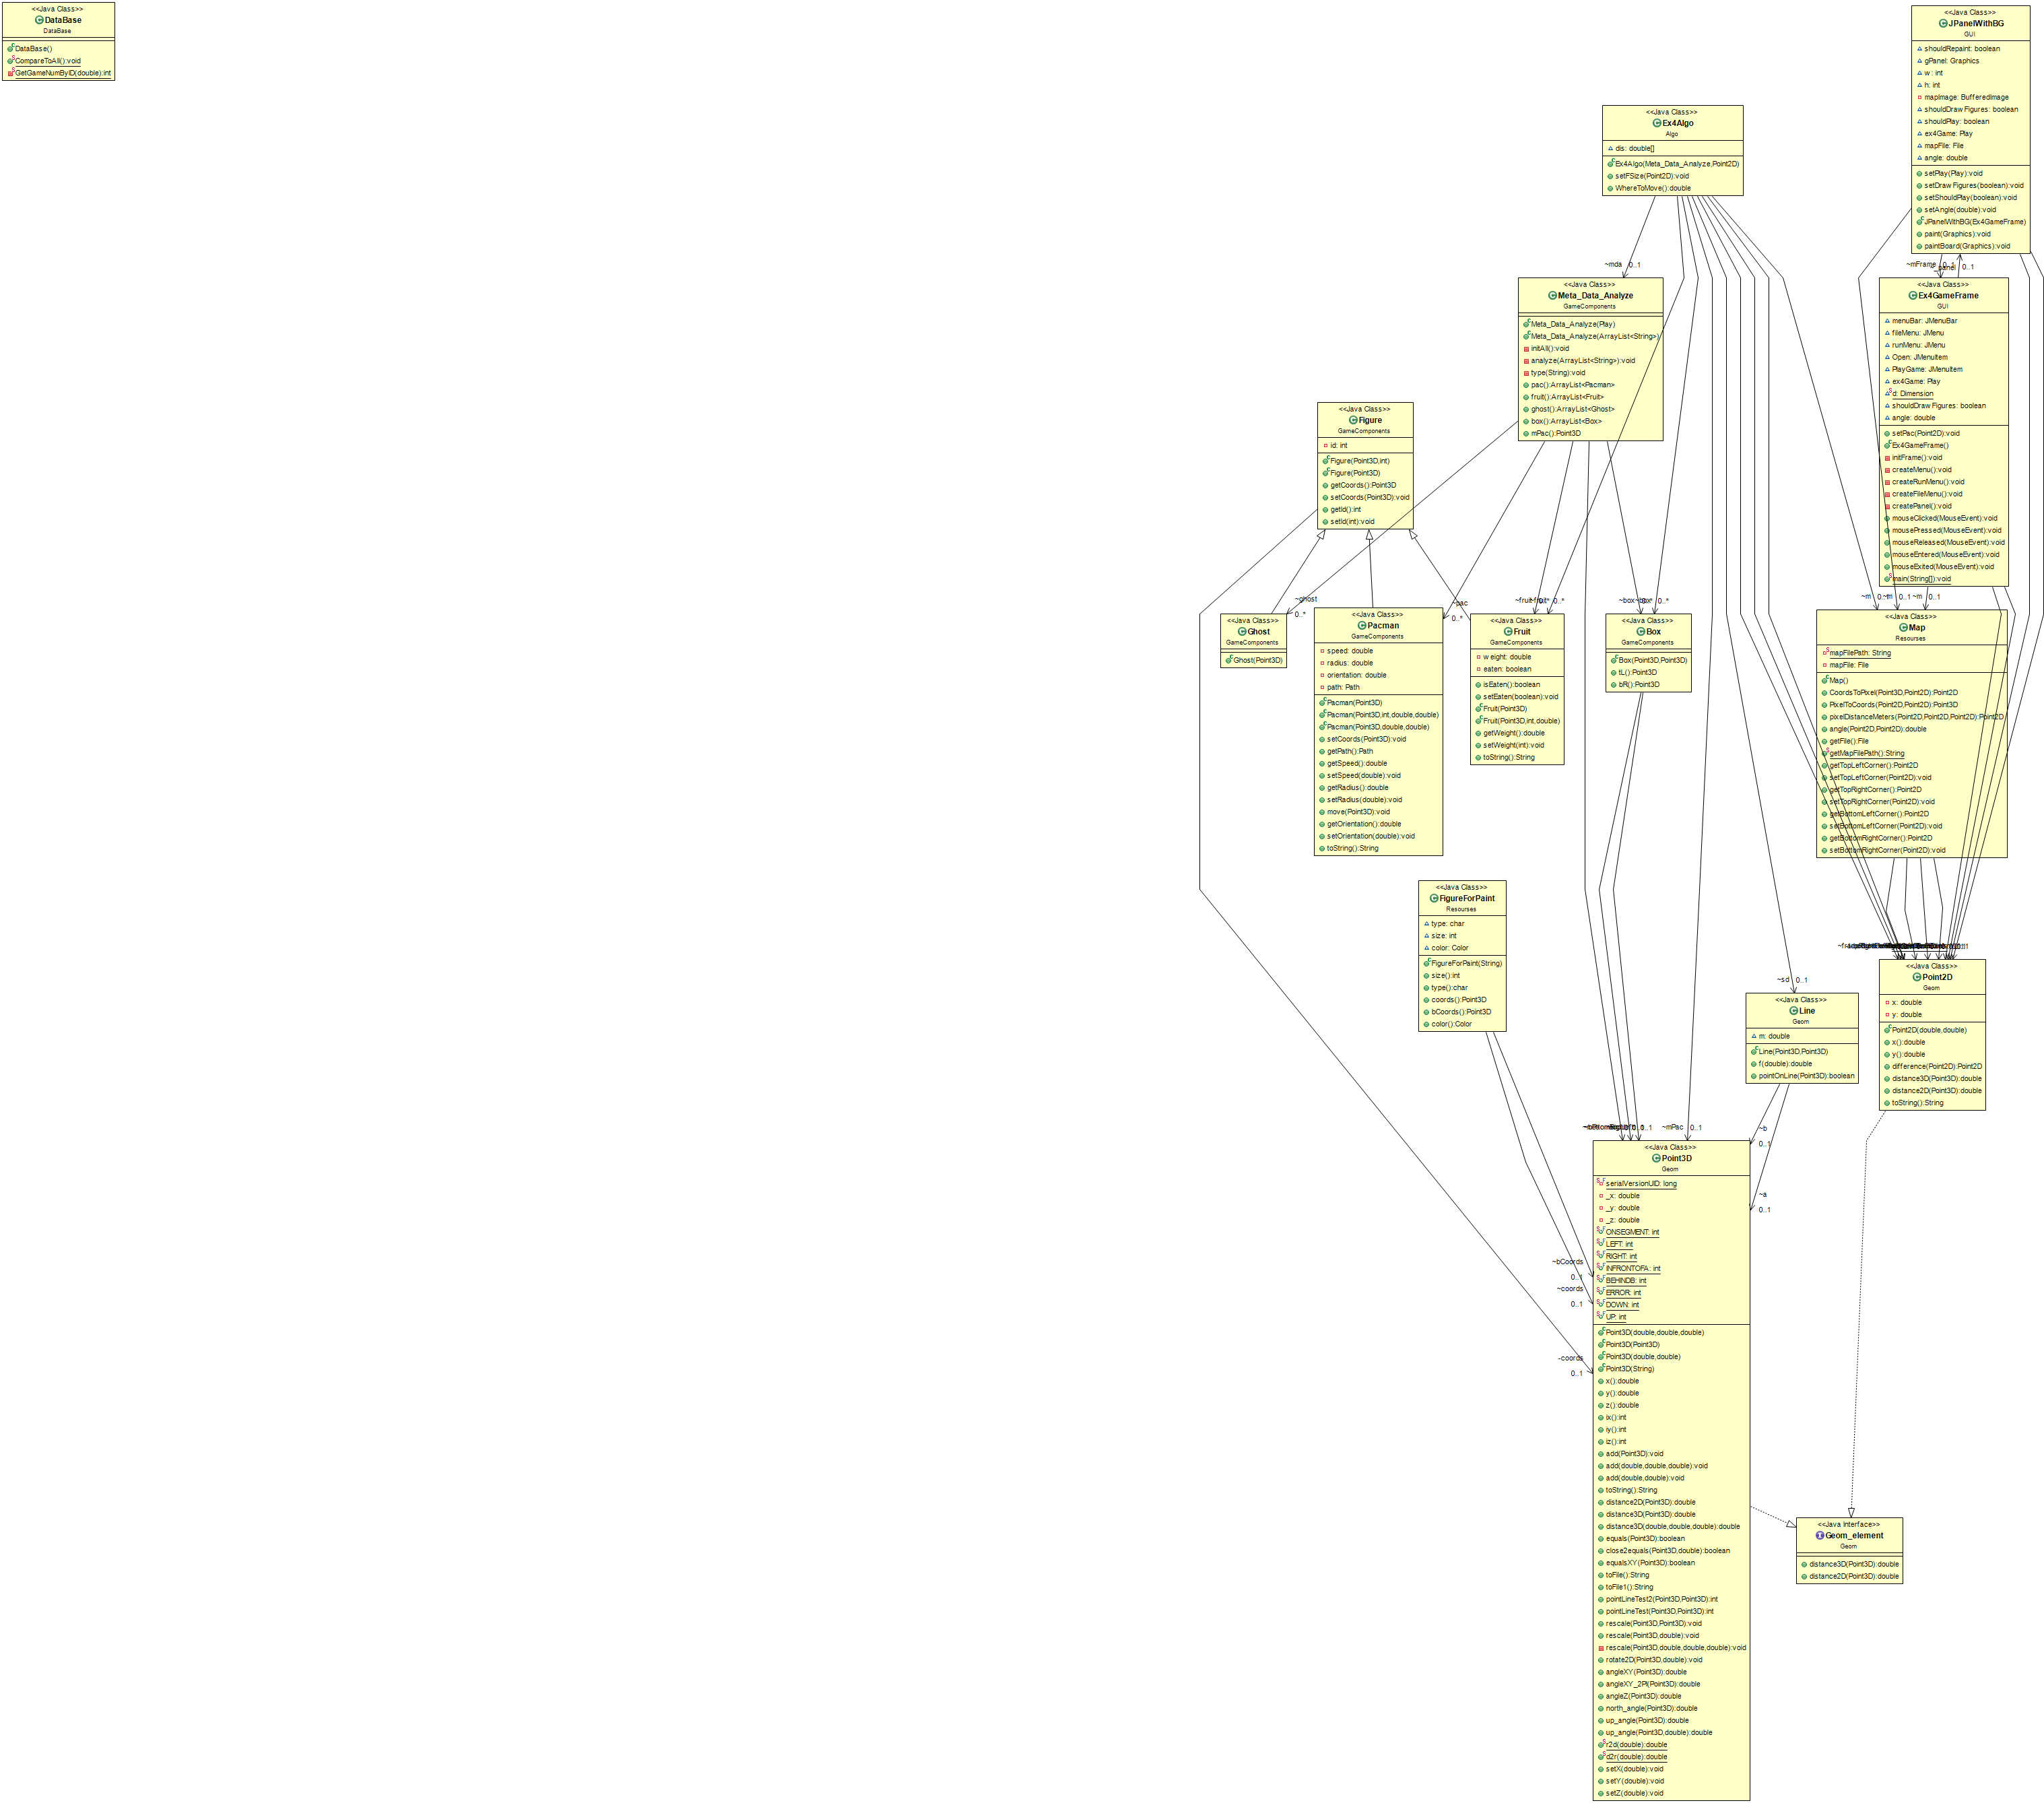 <<Java Class>>
DataBase
DataBase
DataBase()
CompareToAll():void
GetGameNumByID(double):int
<<Java Class>>
JPanelWithBG
GUI
shouldRepaint: boolean
gPanel: Graphics
w: int
h: int
mapImage: BufferedImage
shouldDrawFigures: boolean
shouldPlay: boolean
ex4Game: Play
mapFile: File
angle: double
setPlay(Play):void
setDrawFigures(boolean):void
setShouldPlay(boolean):void
setAngle(double):void
JPanelWithBG(Ex4GameFrame)
paint(Graphics):void
paintBoard(Graphics):void
<<Java Class>>
Ex4Algo
Algo
dis: double[]
Ex4Algo(Meta_Data_Analyze,Point2D)
setFSize(Point2D):void
WhereToMove():double
~mda 0..1
~mFrame 0..1
~_panel 0..1
<<Java Class>>
Meta_Data_Analyze
GameComponents
Meta_Data_Analyze(Play)
Meta_Data_Analyze(ArrayList<String>)
initAll():void
analyze(ArrayList<String>):void
type(String):void
pac():ArrayList<Pacman>
fruit():ArrayList<Fruit>
ghost():ArrayList<Ghost>
box():ArrayList<Box>
mPac():Point3D
<<Java Class>>
Ex4GameFrame
GUI
menuBar: JMenuBar
fileMenu: JMenu
runMenu: JMenu
Open: JMenuItem
PlayGame: JMenuItem
ex4Game: Play
d: Dimension
shouldDrawFigures: boolean
angle: double
setPac(Point2D):void
Ex4GameFrame()
initFrame():void
createMenu():void
createRunMenu():void
createFileMenu():void
createPanel():void
mouseClicked(MouseEvent):void
mousePressed(MouseEvent):void
mouseReleased(MouseEvent):void
mouseEntered(MouseEvent):void
mouseExited(MouseEvent):void
main(String[]):void
<<Java Class>>
Figure
GameComponents
id: int
Figure(Point3D,int)
Figure(Point3D)
getCoords():Point3D
setCoords(Point3D):void
getId():int
setId(int):void
~ghost
0..*
~pac
0..*
~fruit
0..*
~box
0..*
~m
~m 0..1
~m 0..1
<<Java Class>>
Ghost
GameComponents
Ghost(Point3D)
<<Java Class>>
Pacman
GameComponents
speed: double
radius: double
orientation: double
path: Path
Pacman(Point3D)
Pacman(Point3D,int,double,double)
Pacman(Point3D,double,double)
setCoords(Point3D):void
getPath():Path
getSpeed():double
setSpeed(double):void
getRadius():double
setRadius(double):void
move(Point3D):void
getOrientation():double
setOrientation(double):void
toString():String
<<Java Class>>
Fruit
GameComponents
weight: double
eaten: boolean
isEaten():boolean
setEaten(boolean):void
Fruit(Point3D)
Fruit(Point3D,int,double)
getWeight():double
setWeight(int):void
toString():String
<<Java Class>>
Box
GameComponents
Box(Point3D,Point3D)
tL():Point3D
bR():Point3D
<<Java Class>>
Map
Resourses
mapFilePath: String
mapFile: File
Map()
CoordsToPixel(Point3D,Point2D):Point2D
PixelToCoords(Point2D,Point2D):Point3D
pixelDistanceMeters(Point2D,Point2D,Point2D):Point2D
angle(Point2D,Point2D):double
getFile():File
getMapFilePath():String
getTopLeftCorner():Point2D
setTopLeftCorner(Point2D):void
getTopRightCorner():Point2D
setTopRightCorner(Point2D):void
getBottomLeftCorner():Point2D
setBottomLeftCorner(Point2D):void
getBottomRightCorner():Point2D
setBottomRightCorner(Point2D):void
<<Java Class>>
FigureForPaint
Resourses
type: char
size: int
color: Color
FigureForPaint(String)
size():int
type():char
coords():Point3D
bCoords():Point3D
color():Color
<<Java Class>>
Point2D
Geom
x: double
y: double
Point2D(double,double)
x():double
y():double
difference(Point2D):Point2D
distance3D(Point3D):double
distance2D(Point3D):double
toString():String
~sd 0..1
<<Java Class>>
Line
Geom
m: double
Line(Point3D,Point3D)
f(double):double
pointOnLine(Point3D):boolean
~mPac 0..1
~b
0..1
~a
0..1
~bCoords
0..1
~coords
0..1
-coords
0..1
<<Java Class>>
Point3D
Geom
serialVersionUID: long
_x: double
_y: double
_z: double
ONSEGMENT: int
LEFT: int
RIGHT: int
INFRONTOFA: int
BEHINDB: int
ERROR: int
DOWN: int
UP: int
Point3D(double,double,double)
Point3D(Point3D)
Point3D(double,double)
Point3D(String)
x():double
y():double
z():double
ix():int
iy():int
iz():int
add(Point3D):void
add(double,double,double):void
add(double,double):void
toString():String
distance2D(Point3D):double
distance3D(Point3D):double
distance3D(double,double,double):double
equals(Point3D):boolean
close2equals(Point3D,double):boolean
equalsXY(Point3D):boolean
toFile():String
toFile1():String
pointLineTest2(Point3D,Point3D):int
pointLineTest(Point3D,Point3D):int
rescale(Point3D,Point3D):void
rescale(Point3D,double):void
rescale(Point3D,double,double,double):void
rotate2D(Point3D,double):void
angleXY(Point3D):double
angleXY_2PI(Point3D):double
angleZ(Point3D):double
north_angle(Point3D):double
up_angle(Point3D):double
up_angle(Point3D,double):double
r2d(double):double
d2r(double):double
setX(double):void
setY(double):void
setZ(double):void
<<Java Interface>>
Geom_element
Geom
distance3D(Point3D):double
distance2D(Point3D):double